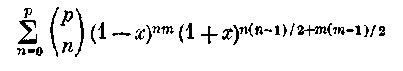 $$\sum_{n=0}^{p} \binom{p}{n} (1-x)^{nm} (1+x)^{n(n-1)/2+m(m-1)/2}$$